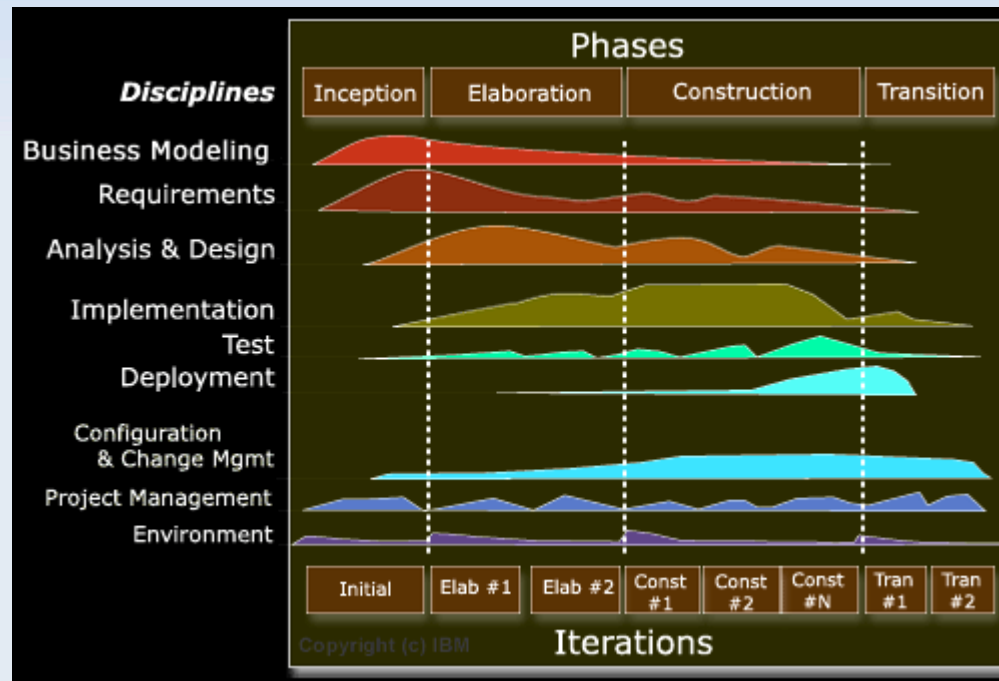 Phases
Disciplines
Inception
Elaboration
Construction
Transition
Business Modeling
Requirements
Analysis & Design
Implementation
Test
Deployment
Configuration
& Change Mgmt
Project Management
Environment
Initial
Elab #1
Elab #2
Const
#1
Const
#2
Const
#N
Tran
#1
Tran
#2
Copyright (c) IBM
Iterations